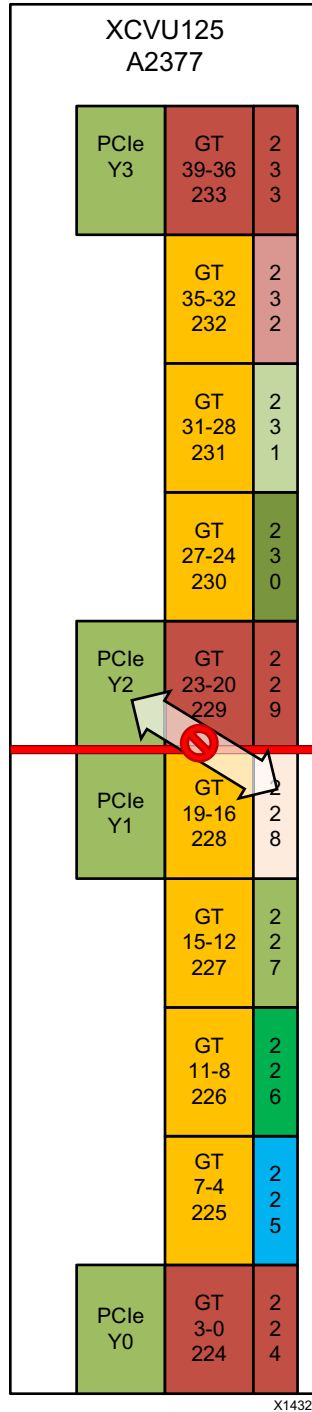 XCVU125
A2377
PCIe
Y3
GT
39-36
233
2
3
3
GT
35-32
232
2
3
2
GT
31-28
231
2
3
1
GT
27-24
230
2
3
0
PCIe
Y2
GT
23-20
229
2
2
9
PCIe
Y1
GT
19-16
228
2
2
8
GT
15-12
227
2
2
7
GT
11-8
226
2
2
6
GT
7-4
225
2
2
5
PCIe
Y0
GT
3-0
224
2
2
4
X1432